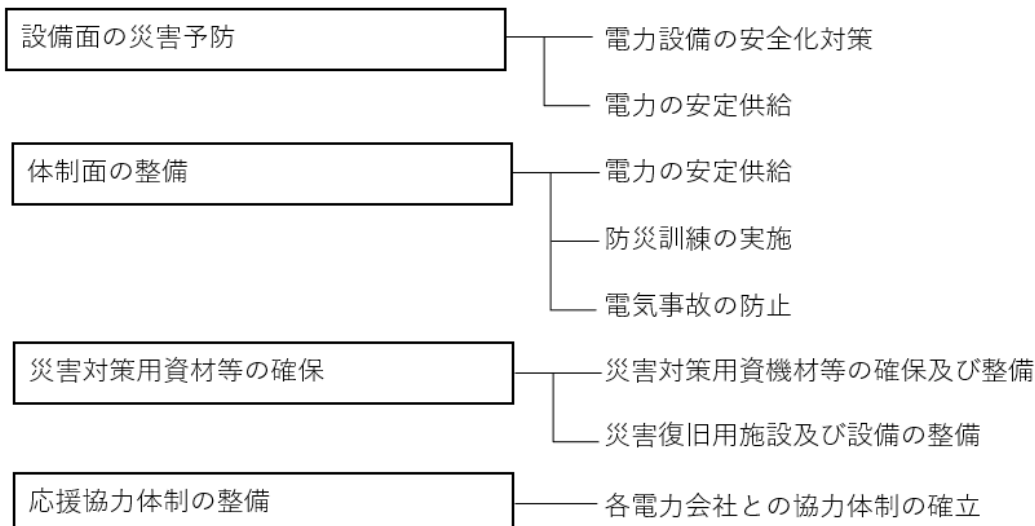 設備面の災害予防
電力設備の安全化対策
電力の安定供給
体制面の整備
電力の安定供給
防災訓練の実施
電気事故の防止
災害対策用資材等の確保
災害対策用資機材等の確保及び整備
災害復旧用施設及び設備の整備
応援協力体制の整備
各電力会社との協力体制の確立